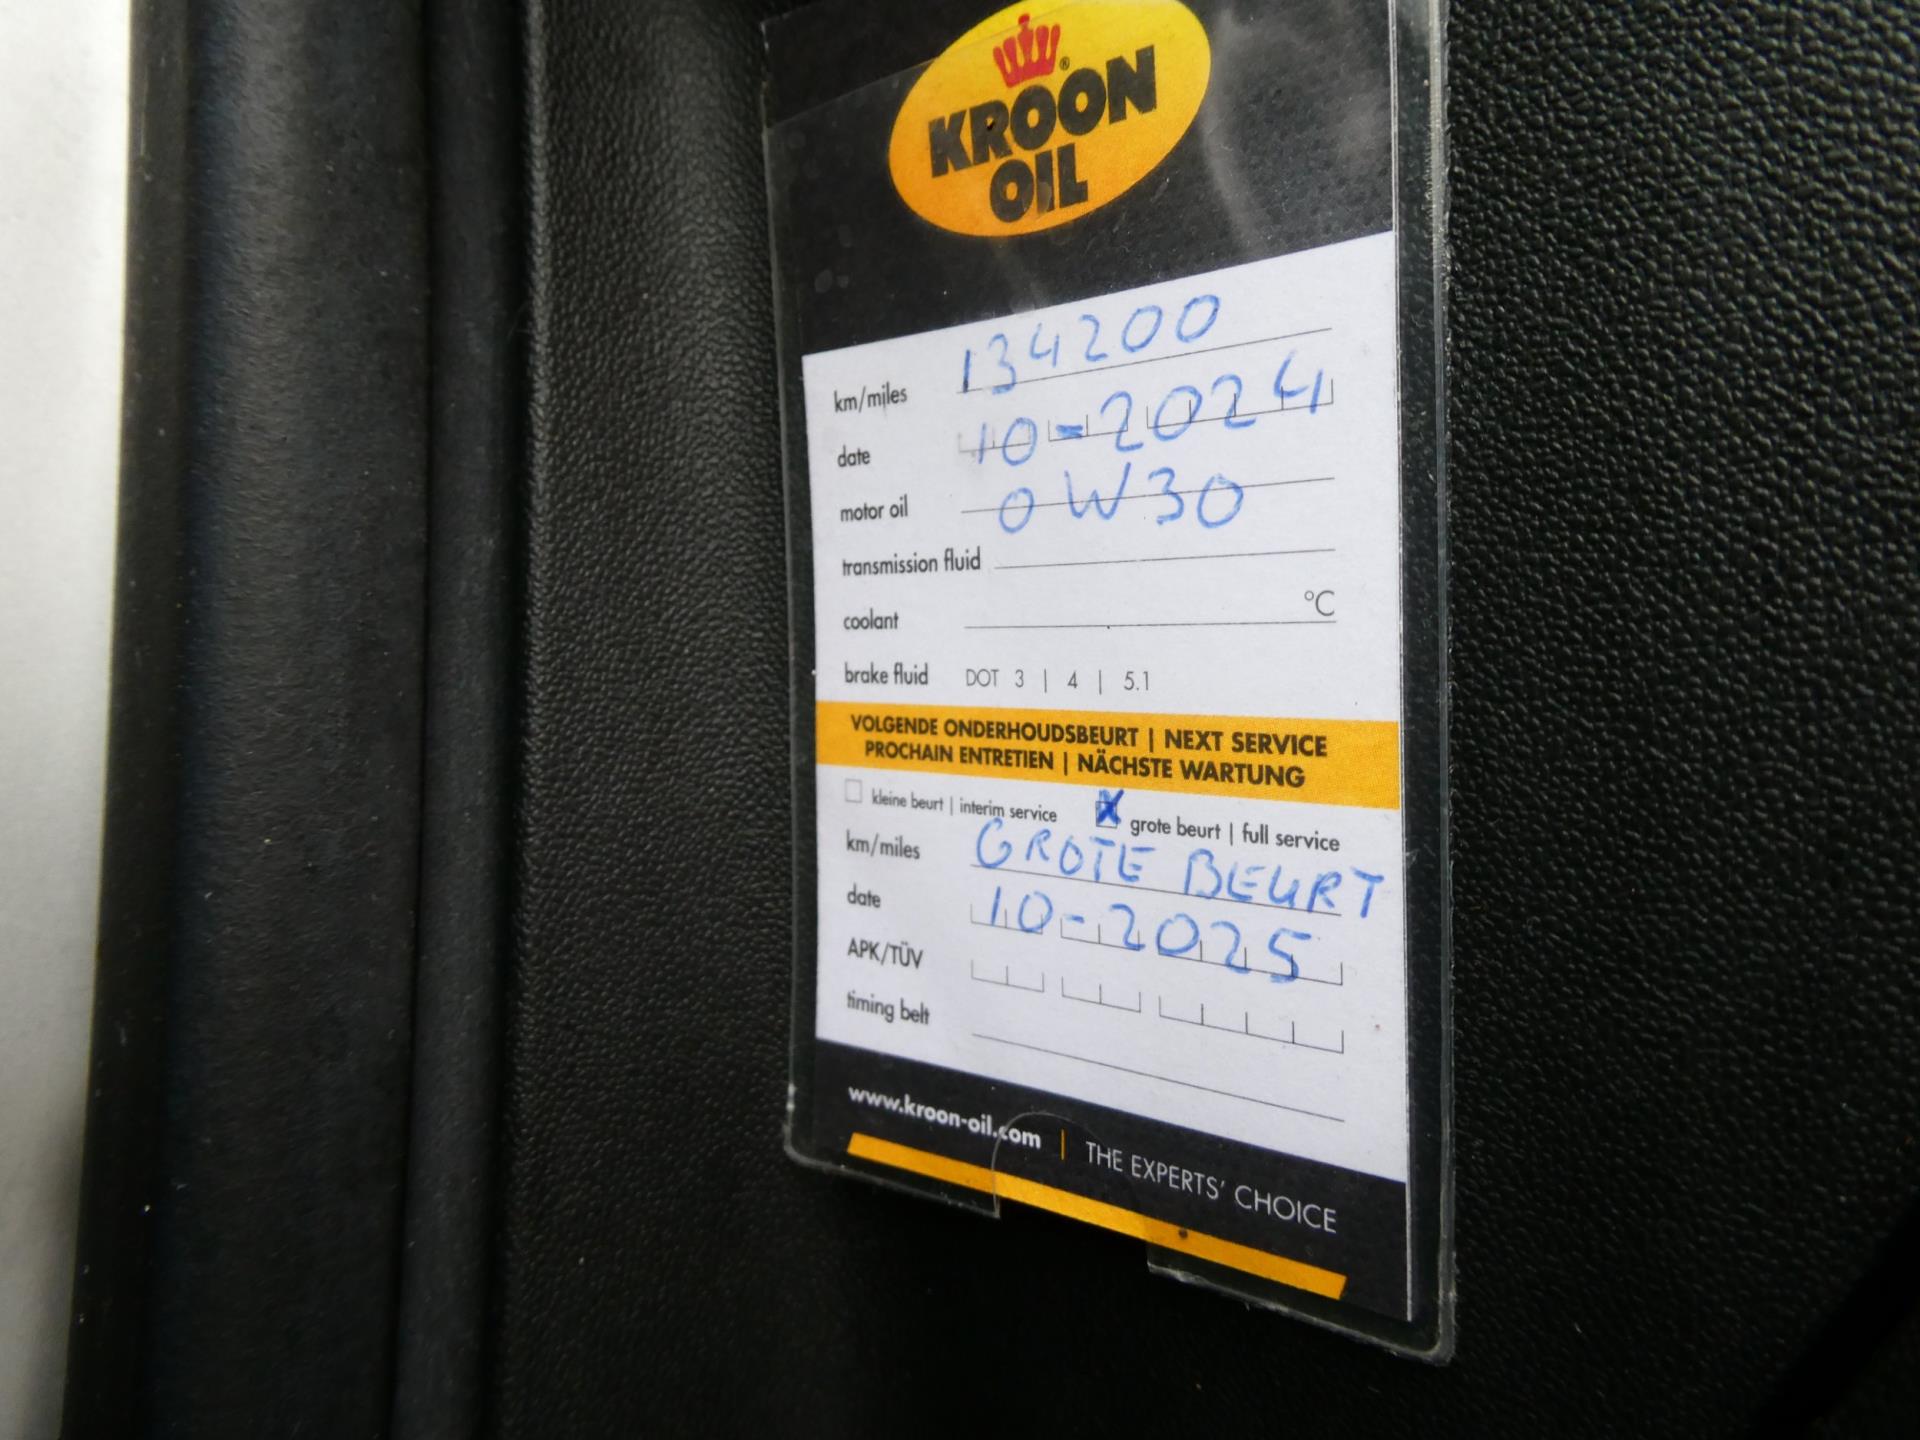 KROON®
OIL
km/miles 134200
date 10-2024
motor oil 0W30
transmission fluid
coolant °C
brake fluid DOT 3 | 4 | 5.1
VOLGENDE ONDERHOUDSBEURT | NEXT SERVICE
PROCHAIN ENTRETIEN | NÄCHSTE WARTUNG
kleine beurt | interim service X grote beurt | full service
km/miles GROTE BEURT
date 10-2025
APK/TÜV
timing belt
www.kroon-oil.com | THE EXPERTS' CHOICE